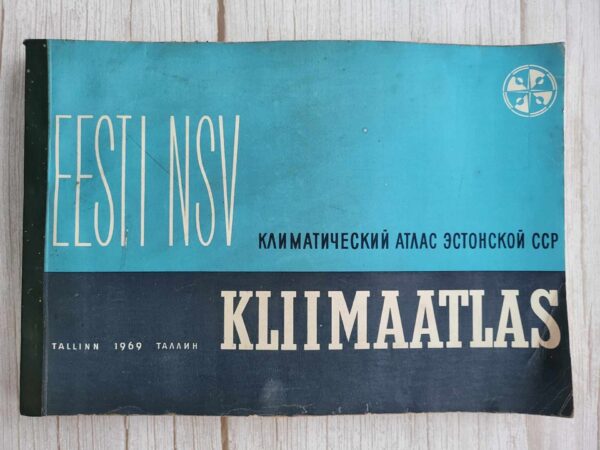 EESTI NSV
КЛИМАТИЧЕСКИЙ АТЛАС ЭСТОНСКОЙ ССР
KLIIMAATLAS
TALLINN 1969 ТАЛЛИН